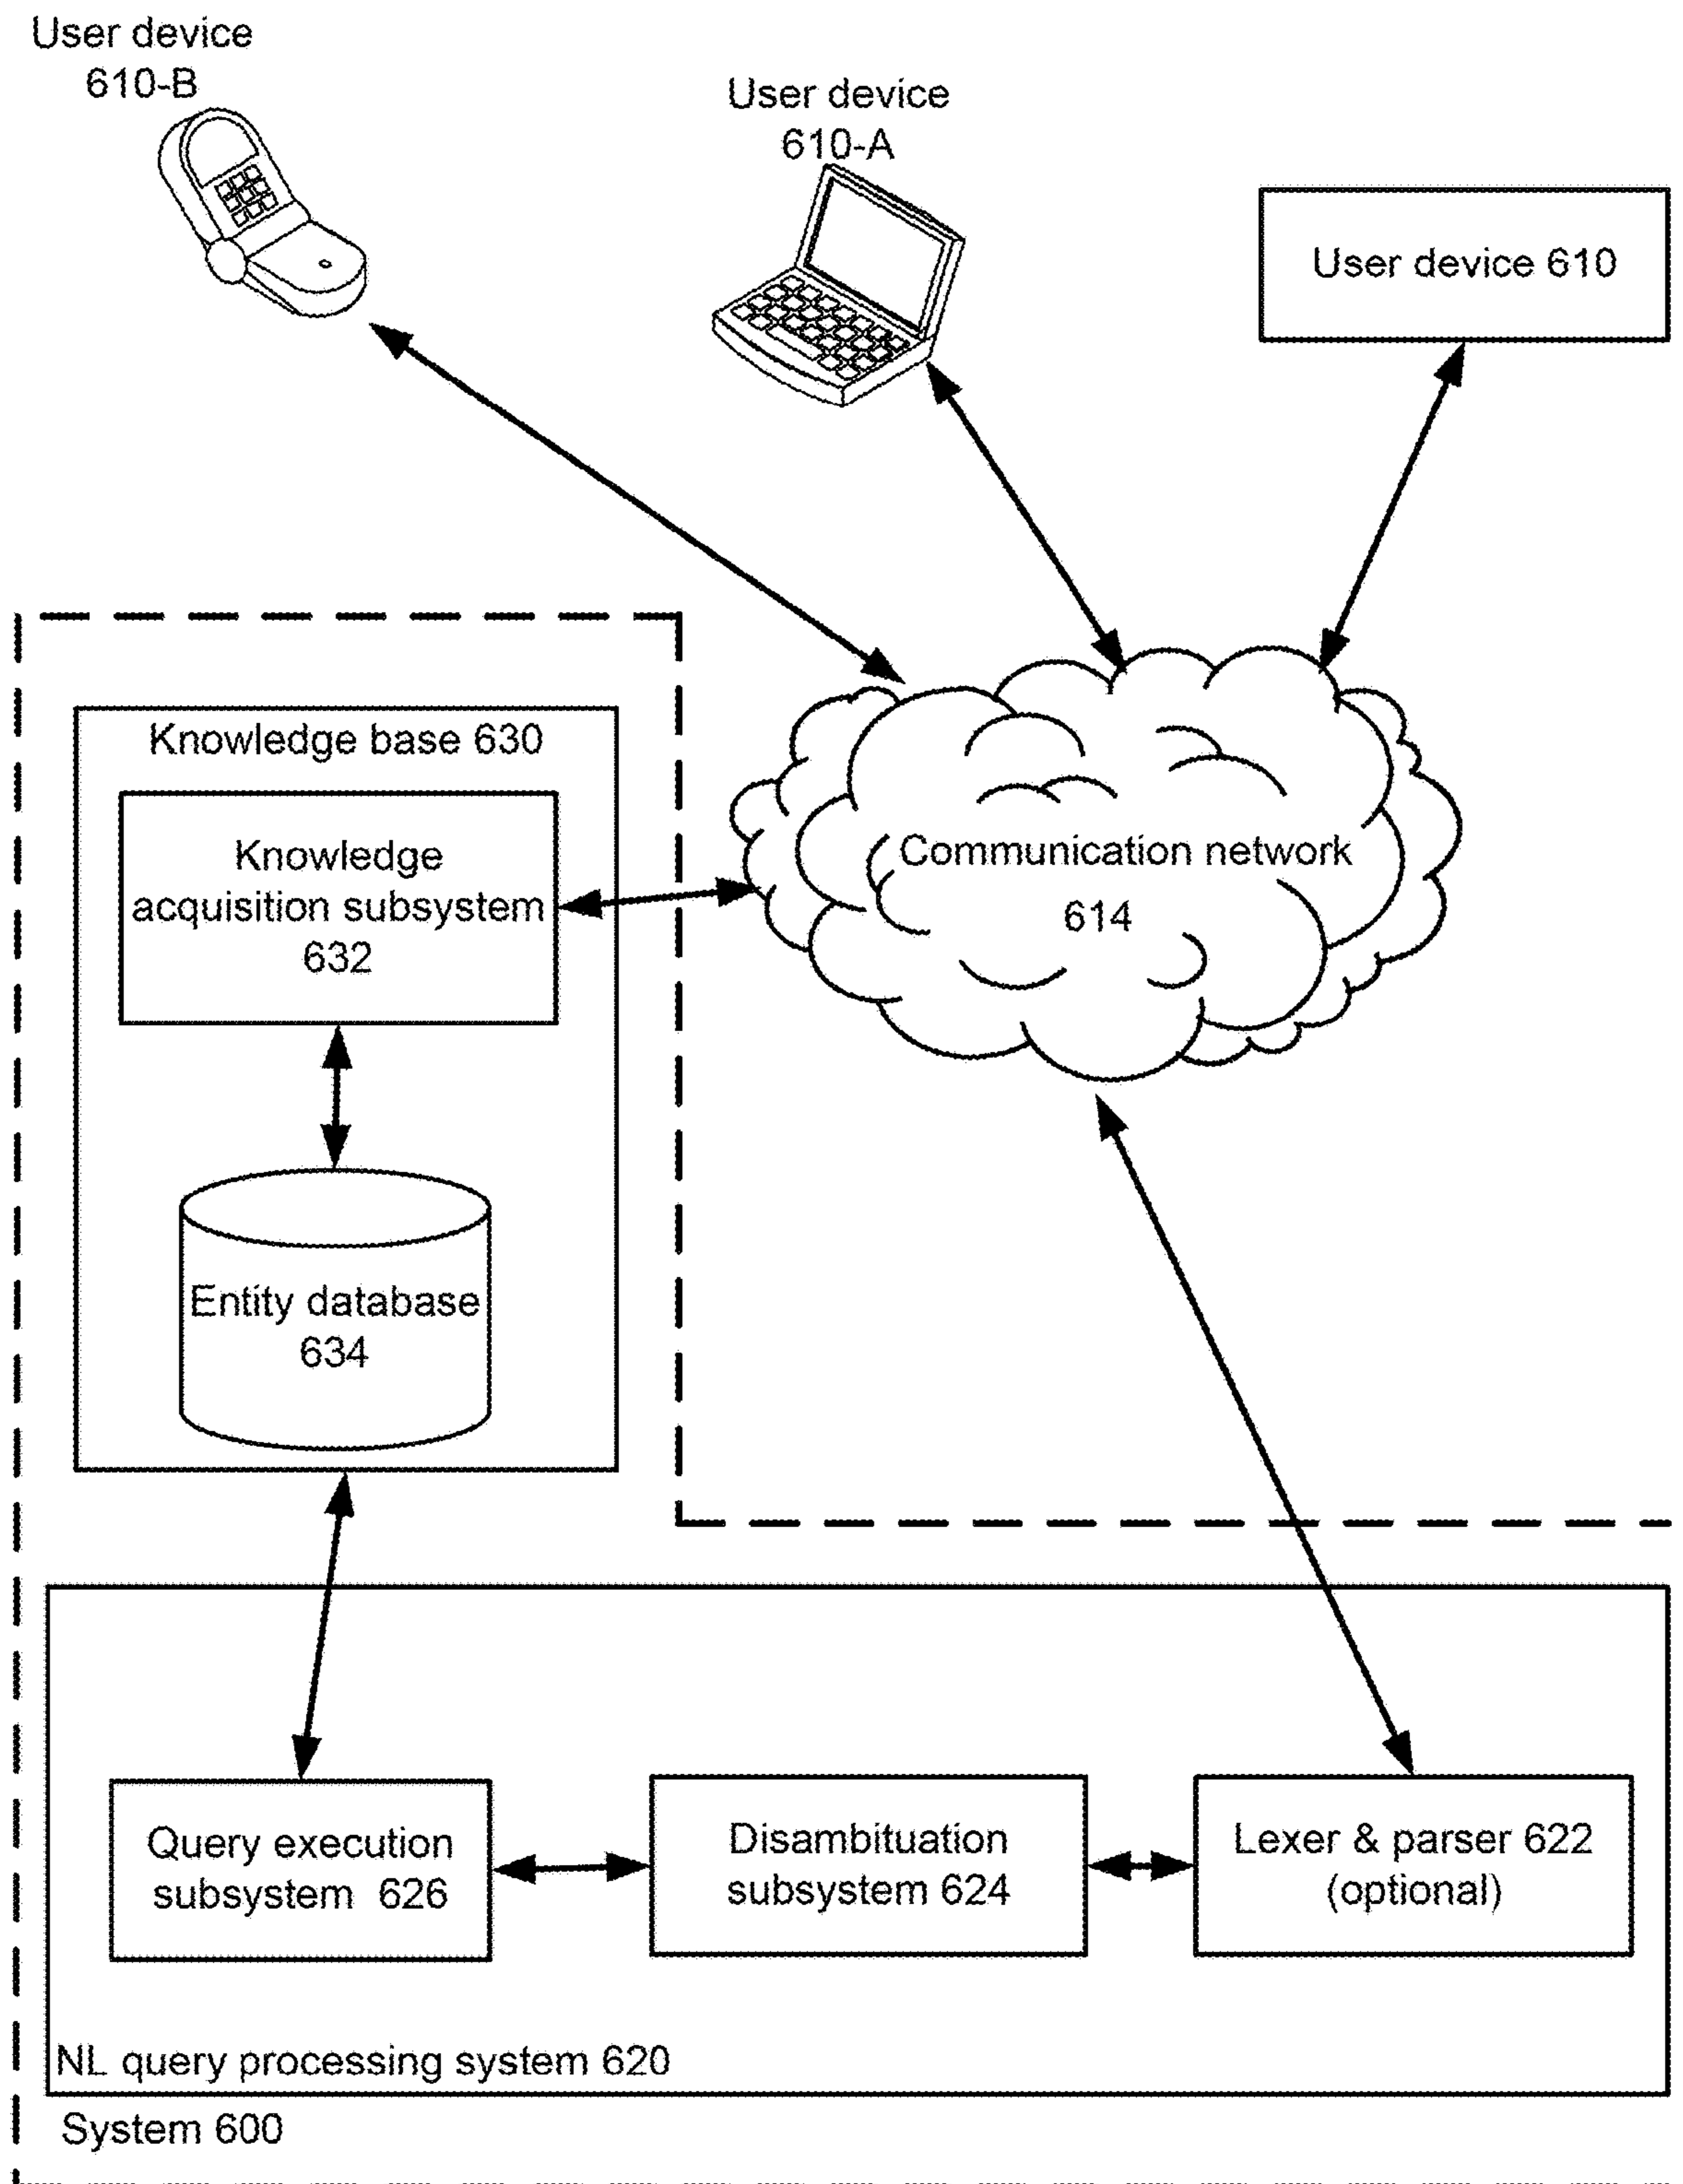 User device
610-B
User device
610-A
User device 610
Knowledge base 630
Knowledge
acquisition subsystem
632
Communication network
614
Entity database
634
Query execution
subsystem 626
Disambituation
subsystem 624
Lexer & parser 622
(optional)
NL query processing system 620
System 600